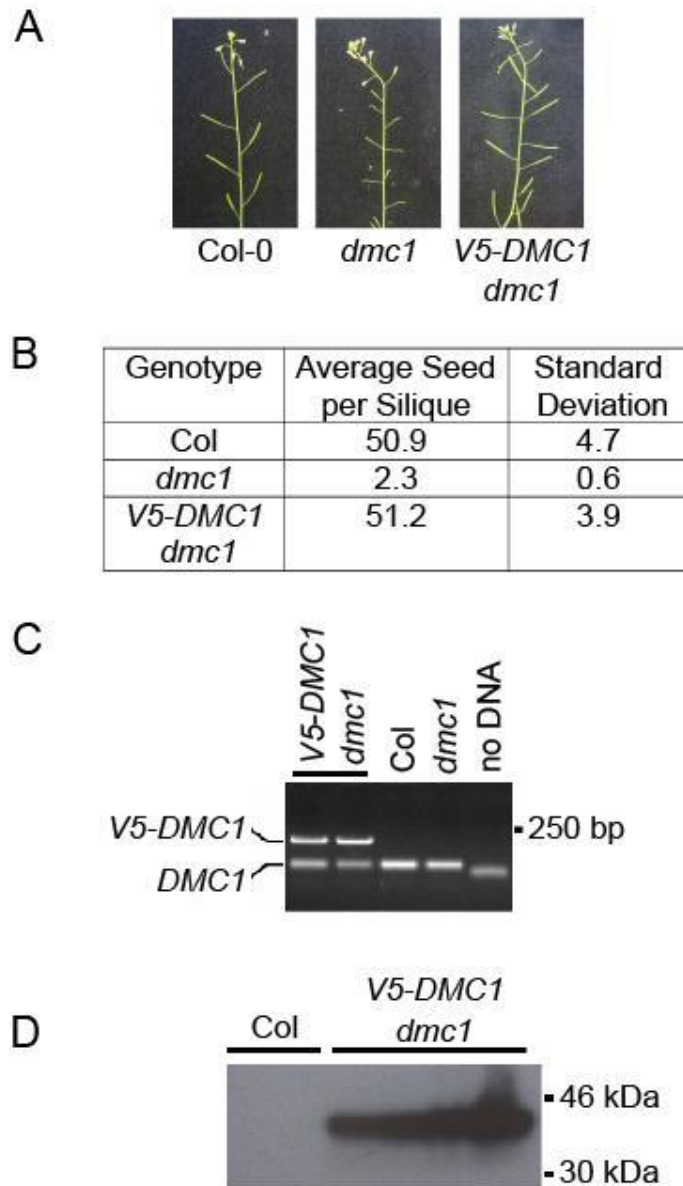 A
Col-0
dmc1
V5-DMC1
dmc1
B
Genotype
Average Seed
per Silique
Standard
Deviation
Col
50.9
4.7
dmc1
2.3
0.6
V5-DMC1
dmc1
51.2
3.9
C
V5-DMC1
dmc1
Col
dmc1
no DNA
250 bp
V5-DMC1
DMC1
V5-DMC1
dmc1
Col
D
46 kDa
30 kDa